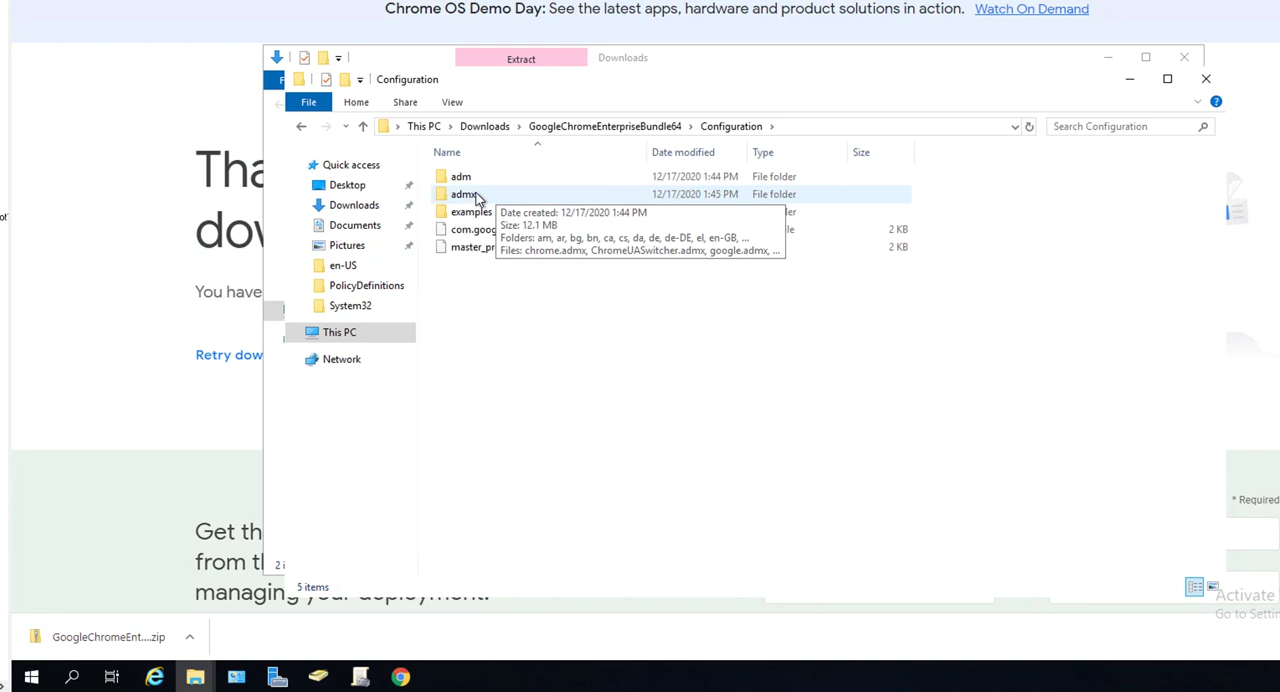 Chrome OS Demo Day: See the latest apps, hardware and product solutions in action. Watch On Demand
Extract Downloads
Configuration
File Home Share View
This PC Downloads GoogleChromeEnterpriseBundle64 Configuration Search Configuration
Name Date modified Type Size
Quick access
Desktop
Downloads
Documents
Pictures
en-US
PolicyDefinitions
System32
This PC
Network
adm 12/17/2020 1:44 PM File folder
admx 12/17/2020 1:45 PM File folder
examples
com.goog 2 KB
master_pr 2 KB
Date created: 12/17/2020 1:44 PM
Size: 12.1 MB
Folders: am, ar, bg, bn, ca, cs, da, de, de-DE, el, en-GB, ...
Files: chrome.admx, ChromeUASwitcher.admx, google.admx, ...
5 items
2 i
Tha
dov
You have
Retry dow
Get th
from th
managing your deployment.
* Required
Activate
Go to Settin
GoogleChromeEnt....zip